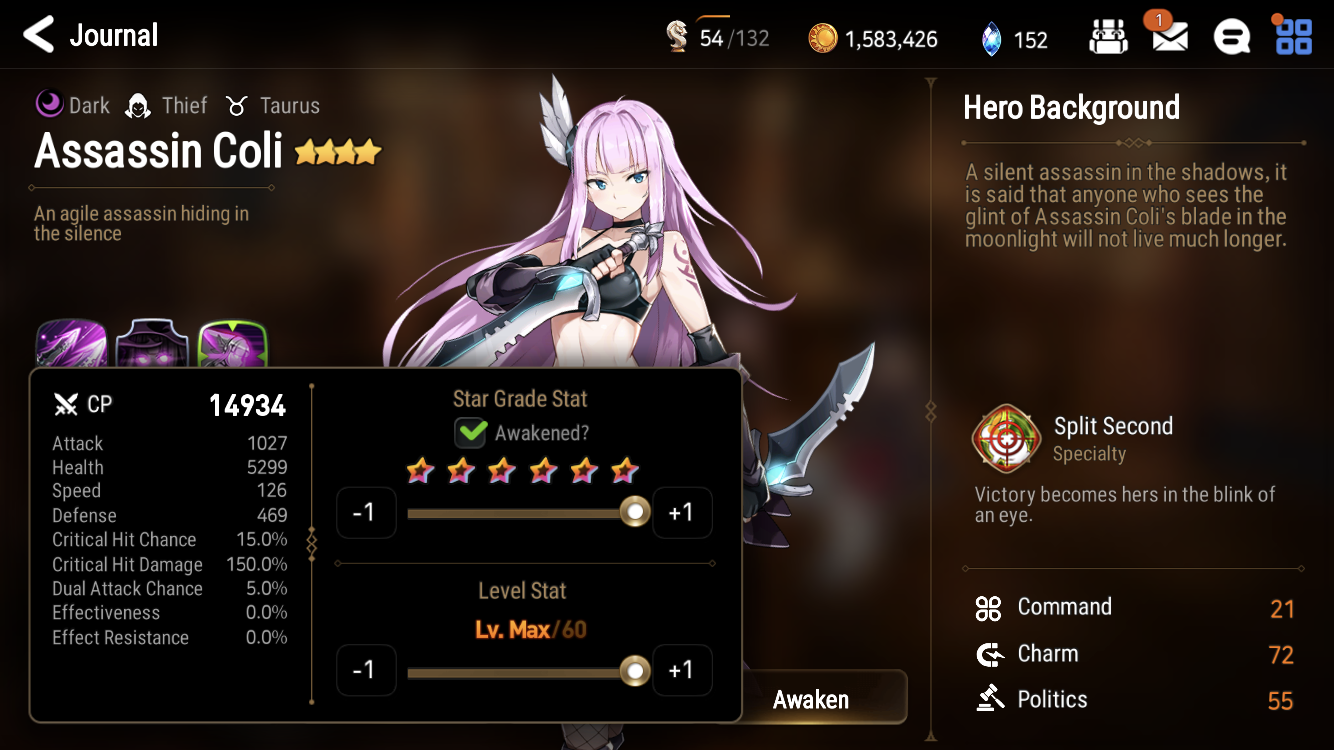 Journal
54/132
1,583,426
152
1
Dark Thief Taurus
Assassin Coli
An agile assassin hiding in
the silence
CP 14934
Attack 1027
Health 5299
Speed 126
Defense 469
Critical Hit Chance 15.0%
Critical Hit Damage 150.0%
Dual Attack Chance 5.0%
Effectiveness 0.0%
Effect Resistance 0.0%
Star Grade Stat
Awakened?
-1 +1
Level Stat
Lv. Max/60
-1 +1
Awaken
Hero Background
A silent assassin in the shadows, it
is said that anyone who sees the
glint of Assassin Coli's blade in the
moonlight will not live much longer.
Split Second
Specialty
Victory becomes hers in the blink of
an eye.
Command 21
Charm 72
Politics 55